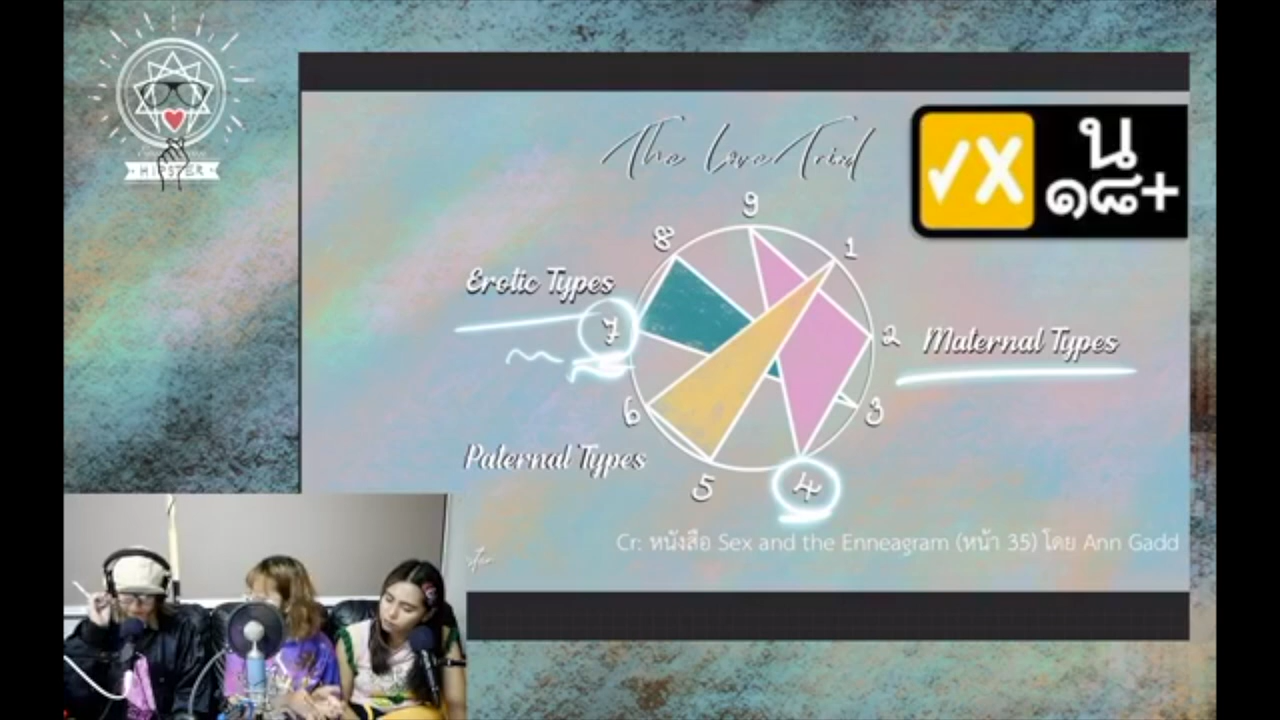 HIPSTER
The Love Triad
น
๑๘+
9
8
1
Erotic Types
7
2
Maternal Types
6
3
Paternal Types
5
4
Cr: หนังสือ Sex and the Enneagram (หน้า 35) โดย Ann Gadd